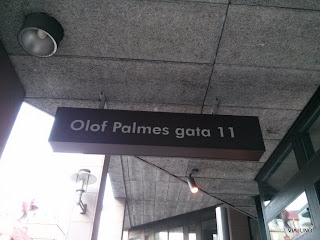 Olof Palmes gata 11